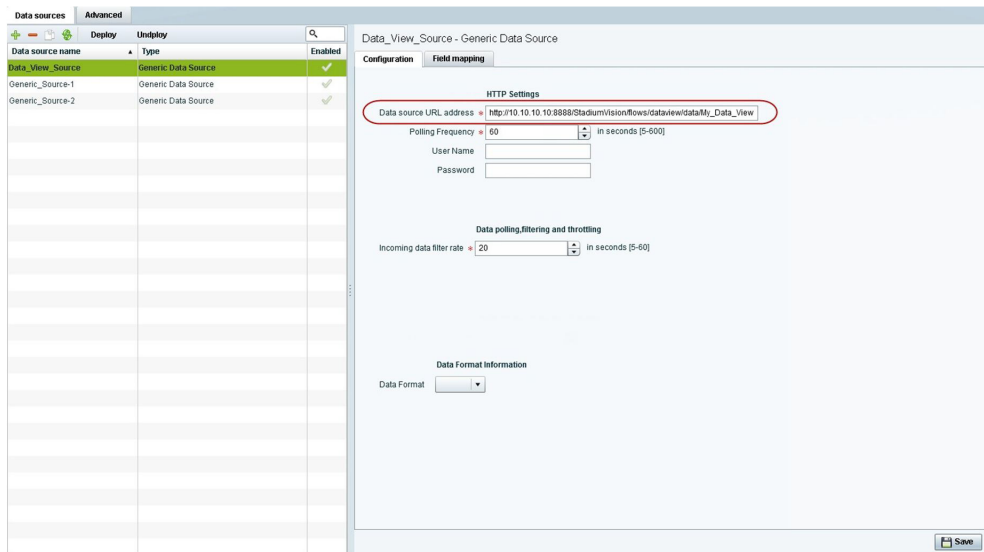 Data sources Advanced
Deploy Undploy
Data source name Type Enabled
Data_View_Source Generic Data Source
Generic_Source-1 Generic Data Source
Generic_Source-2 Generic Data Source
Data_View_Source - Generic Data Source
Configuration Field mapping
HTTP Settings
Data source URL address * http://10.10.10.10:8888/StadiumVision/flows/dataview/data/My_Data_View
Polling Frequency * 60 in seconds [5-600]
User Name
Password
Data polling,filtering and throttling
Incoming data filter rate * 20 in seconds [5-60]
Data Format Information
Data Format
Save